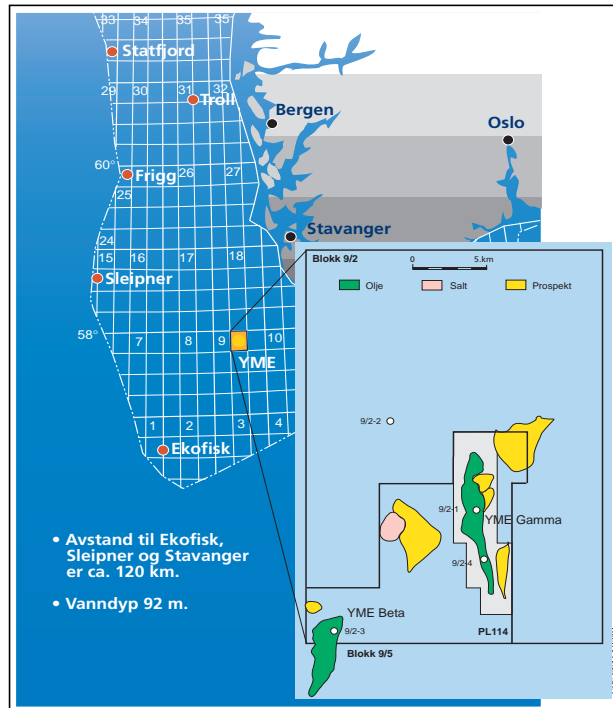 33 34 35 35
Statfjord
29 30 31 32
Troll
Bergen
Oslo
60°
Frigg
26 27
25
Stavanger
24
15 16 17 18
Sleipner
58°
7 8 9 10
YME
1 2 3 4
Ekofisk
• Avstand til Ekofisk,
Sleipner og Stavanger
er ca. 120 km.
• Vanndyp 92 m.
Blokk 9/2
0 5.km
Olje Salt Prospekt
9/2-2
9/2-1
YME Gamma
9/2-4
YME Beta
9/2-3
PL114
Blokk 9/5